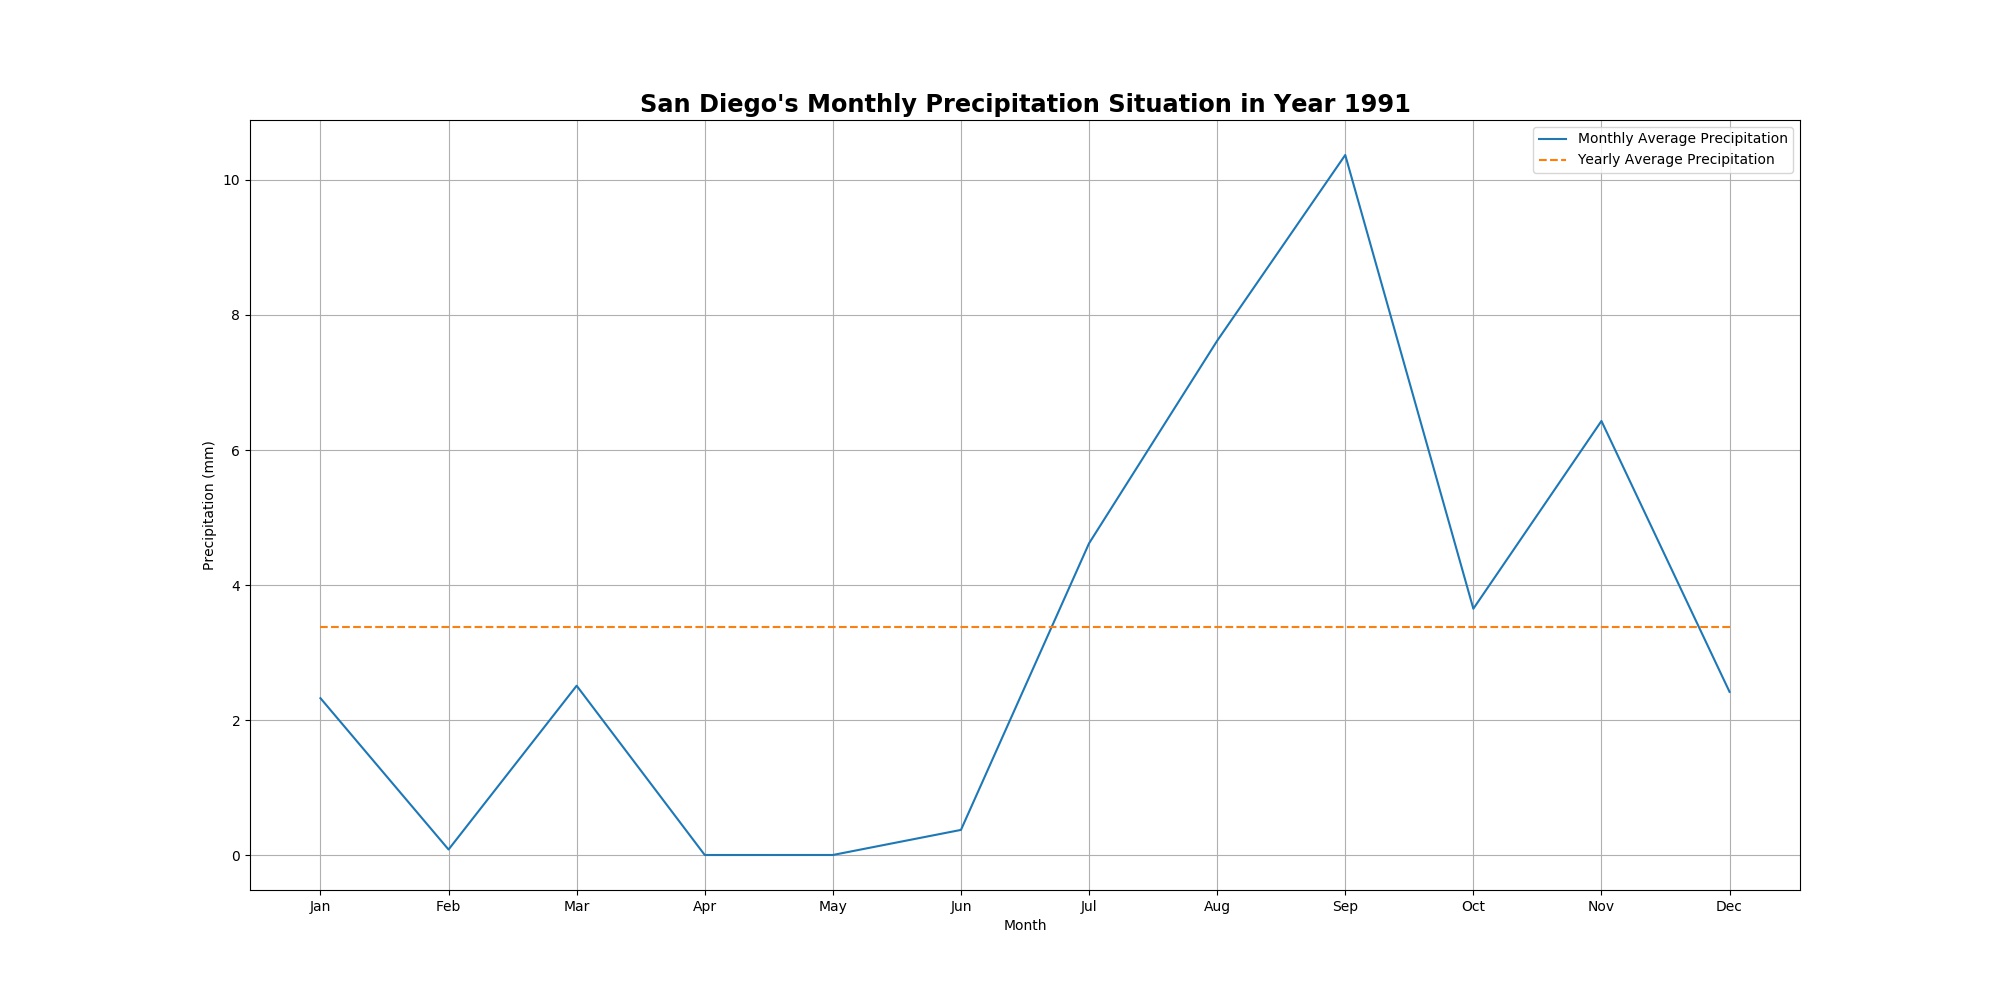 San Diego's Monthly Precipitation Situation in Year 1991
Monthly Average Precipitation
Yearly Average Precipitation
10
8
6
4
2
0
Precipitation (mm)
Jan Feb Mar Apr May Jun Jul Aug Sep Oct Nov Dec
Month